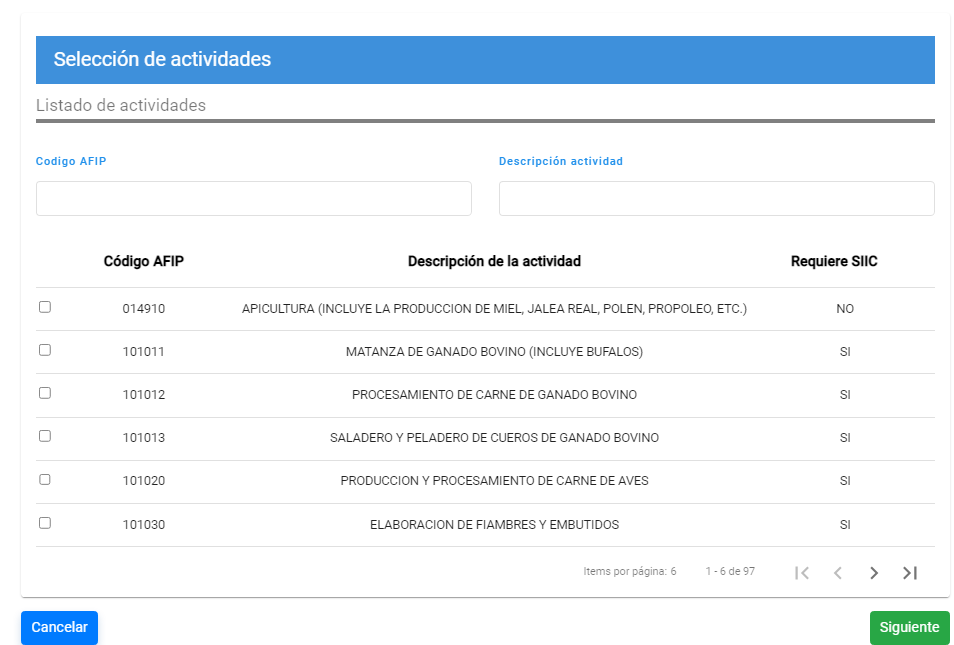 Selección de actividades
Listado de actividades
Codigo AFIP Descripción actividad
Código AFIP Descripción de la actividad Requiere SIIC
014910 APICULTURA (INCLUYE LA PRODUCCION DE MIEL, JALEA REAL, POLEN, PROPOLEO, ETC.) NO
101011 MATANZA DE GANADO BOVINO (INCLUYE BUFALOS) SI
101012 PROCESAMIENTO DE CARNE DE GANADO BOVINO SI
101013 SALADERO Y PELADERO DE CUEROS DE GANADO BOVINO SI
101020 PRODUCCION Y PROCESAMIENTO DE CARNE DE AVES SI
101030 ELABORACION DE FIAMBRES Y EMBUTIDOS SI
Items por página: 6 1 - 6 de 97
Cancelar Siguiente